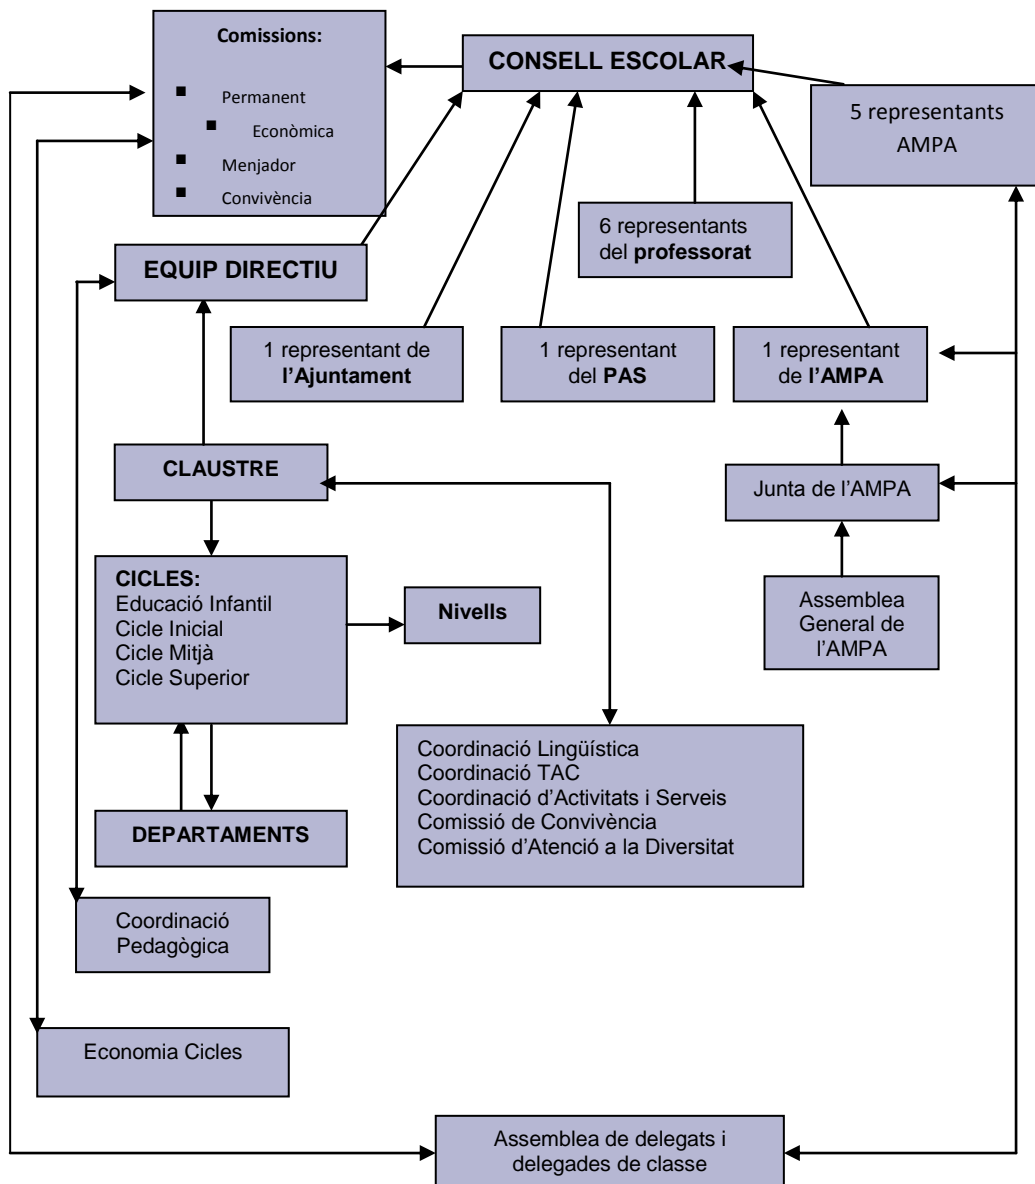 Comissions:
Permanent
Econòmica
Menjador
Convivència
CONSELL ESCOLAR
5 representants
AMPA
6 representants
del professorat
EQUIP DIRECTIU
1 representant de
l'Ajuntament
1 representant
del PAS
1 representant
de l'AMPA
CLAUSTRE
Junta de l'AMPA
CICLES:
Educació Infantil
Cicle Inicial
Cicle Mitjà
Cicle Superior
Nivells
Assemblea
General de
l'AMPA
Coordinació Lingüística
Coordinació TAC
Coordinació d'Activitats i Serveis
Comissió de Convivència
Comissió d'Atenció a la Diversitat
DEPARTAMENTS
Coordinació
Pedagògica
Economia Cicles
Assemblea de delegats i
delegades de classe